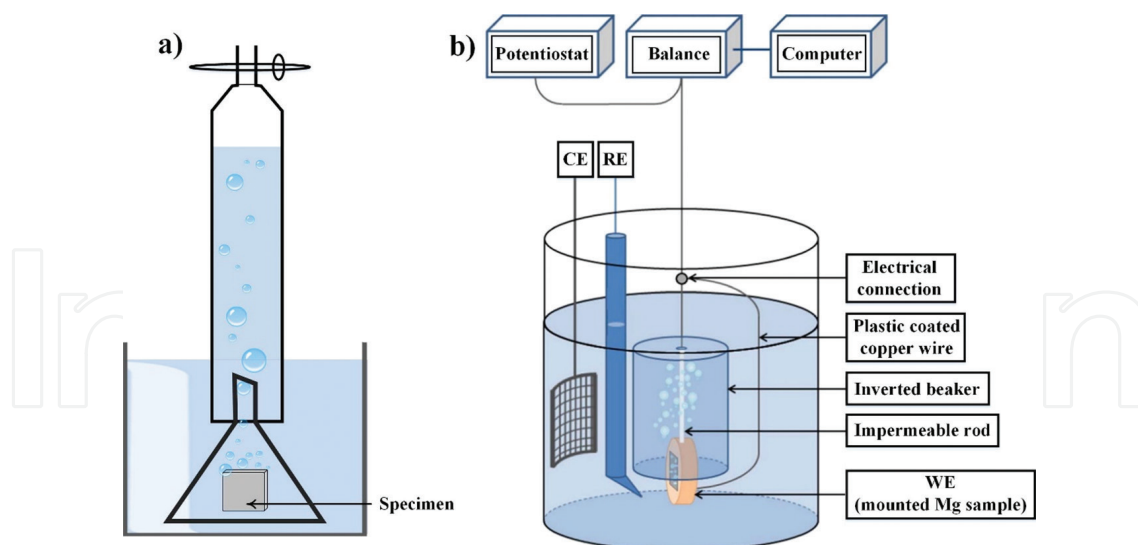 a)
Specimen
b)
Potentiostat
Balance
Computer
CE
RE
Electrical
connection
Plastic coated
copper wire
Inverted beaker
Impermeable rod
WE
(mounted Mg sample)